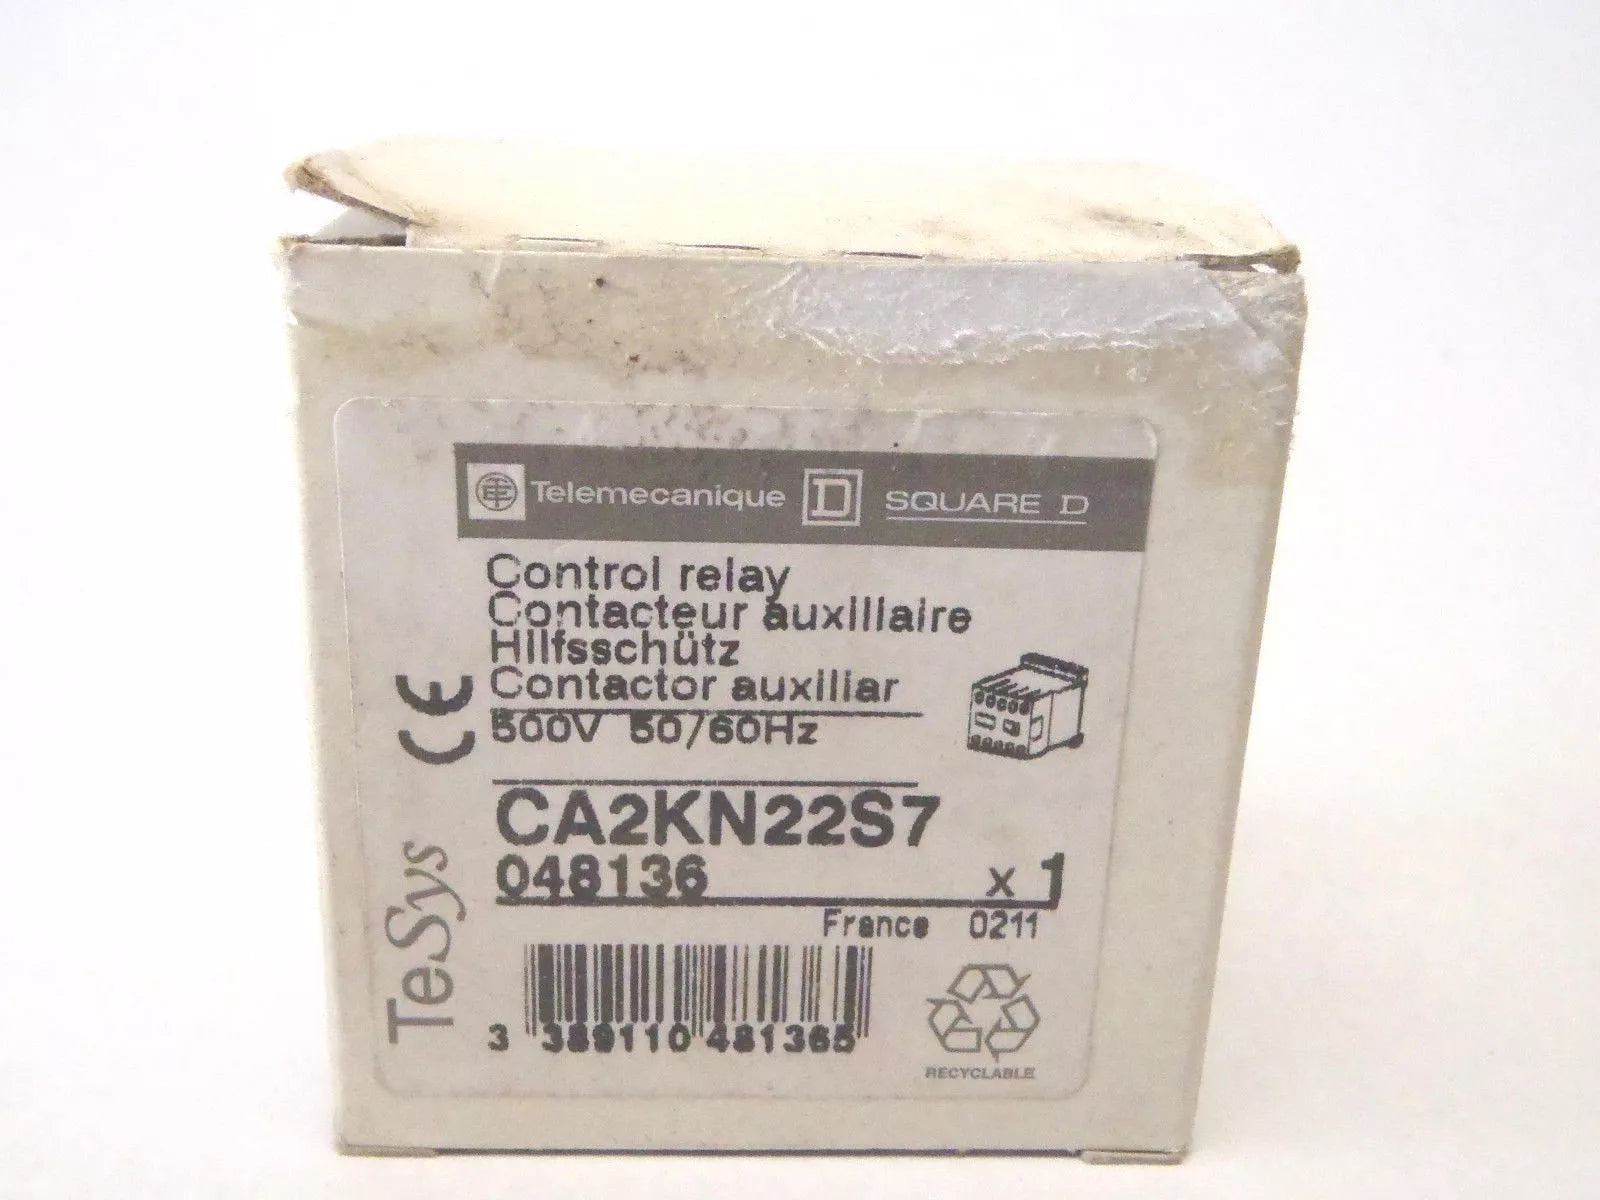 Telemecanique D SQUARE D
Control relay
Contacteur auxiliaire
Hilfsschütz
Contactor auxiliar
500V 50/60Hz
CE
CA2KN22S7
048136 x 1
France 0211
TeSys
3 389110 481365
RECYCLABLE